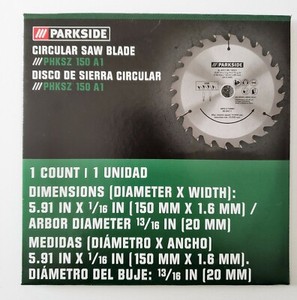 /// PARKSIDE
CIRCULAR SAW BLADE
///PHKSZ 150 A1
DISCO DE SIERRA CIRCULAR
///PHKSZ 150 A1
/// PARKSIDE
1 COUNT | 1 UNIDAD
DIMENSIONS (DIAMETER X WIDTH):
5.91 IN X 1/16 IN (150 MM X 1.6 MM) /
ARBOR DIAMETER 13/16 IN (20 MM)
MEDIDAS (DIÁMETRO X ANCHO)
5.91 IN X 1/16 IN (150 MM X 1.6 MM).
DIÁMETRO DEL BUJE: 13/16 IN (20 MM)